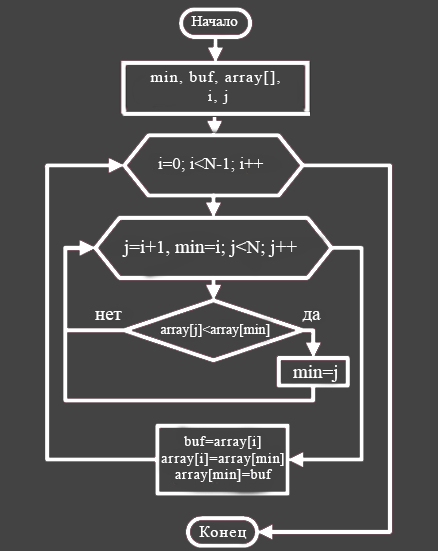 Начало
min, buf, array[],
i, j
i=0; i<N-1; i++
j=i+1, min=i; j<N; j++
нет
да
array[j]<array[min]
min=j
buf=array[i]
array[i]=array[min]
array[min]=buf
Конец